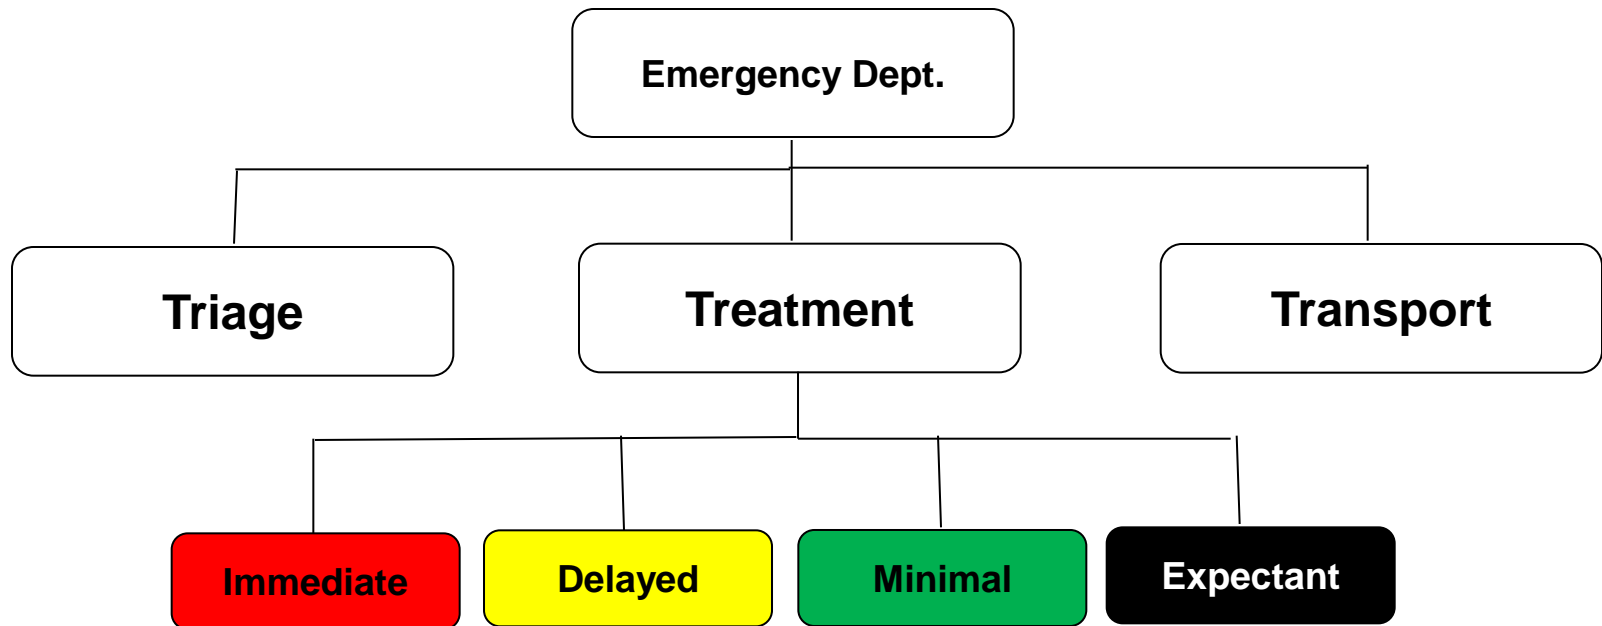 Emergency Dept.
Triage
Treatment
Transport
Immediate
Delayed
Minimal
Expectant